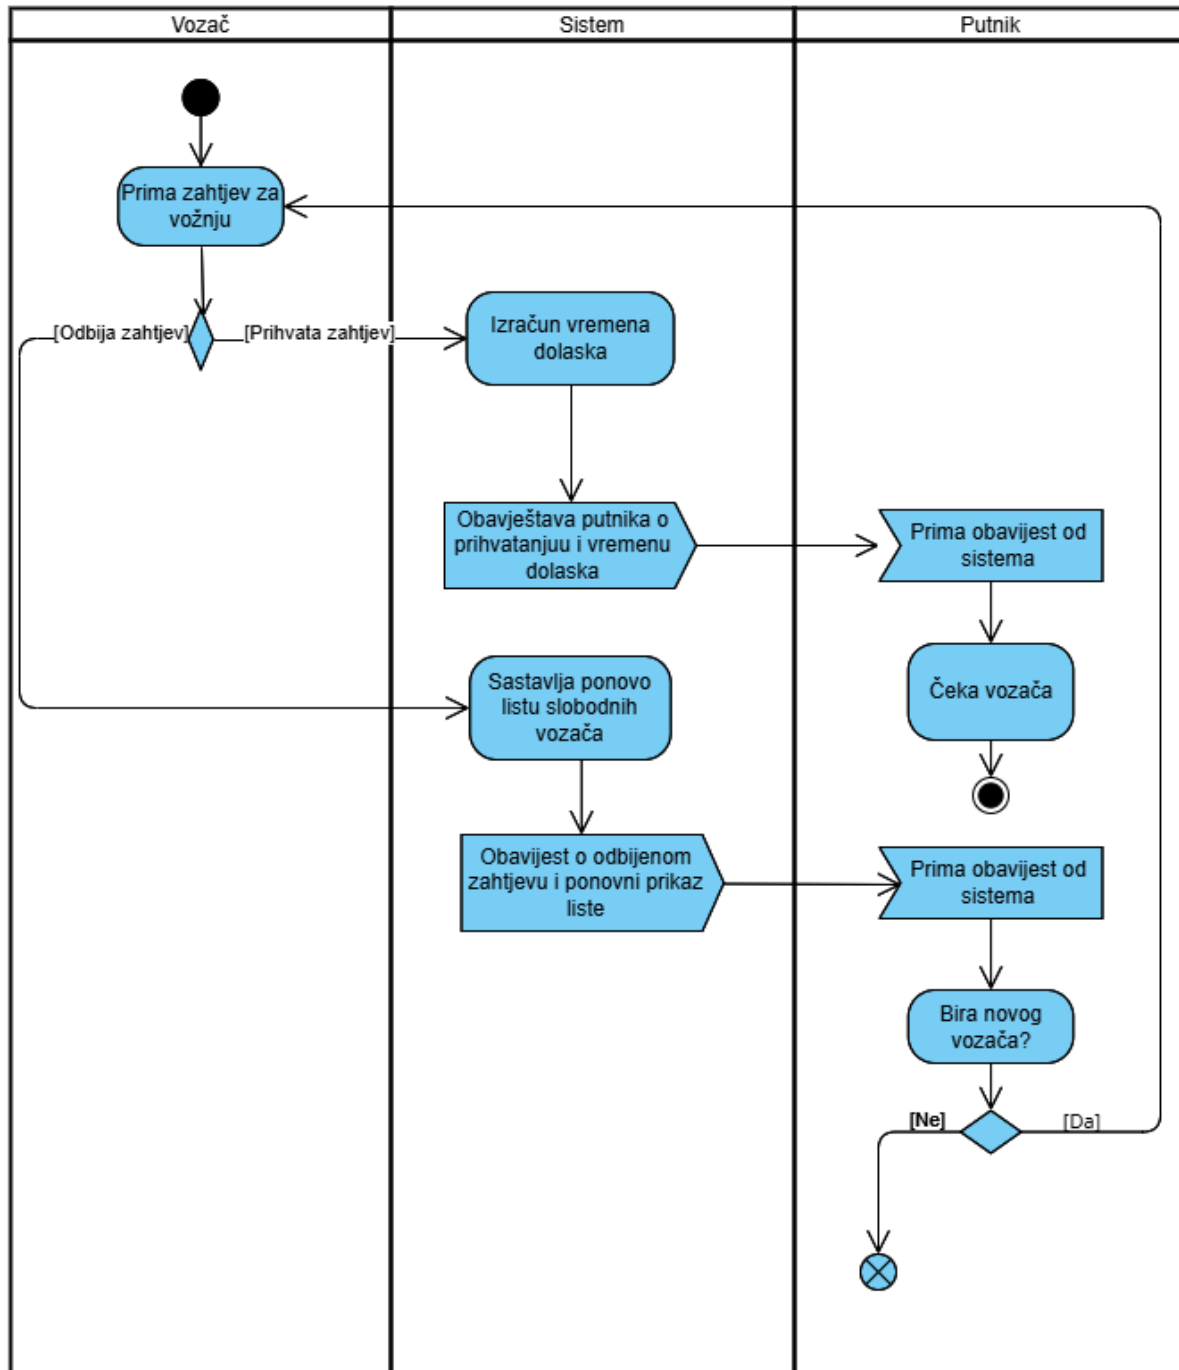 Vozač
Sistem
Putnik
Prima zahtjev za
vožnju
[Odbija zahtjev]
[Prihvata zahtjev]
Izračun vremena
dolaska
Obavještava putnika o
prihvatanjuu i vremenu
dolaska
Prima obavijest od
sistema
Čeka vozača
Sastavlja ponovo
listu slobodnih
vozača
Obavijest o odbijenom
zahtjevu i ponovni prikaz
liste
Prima obavijest od
sistema
Bira novog
vozača?
[Ne]
[Da]